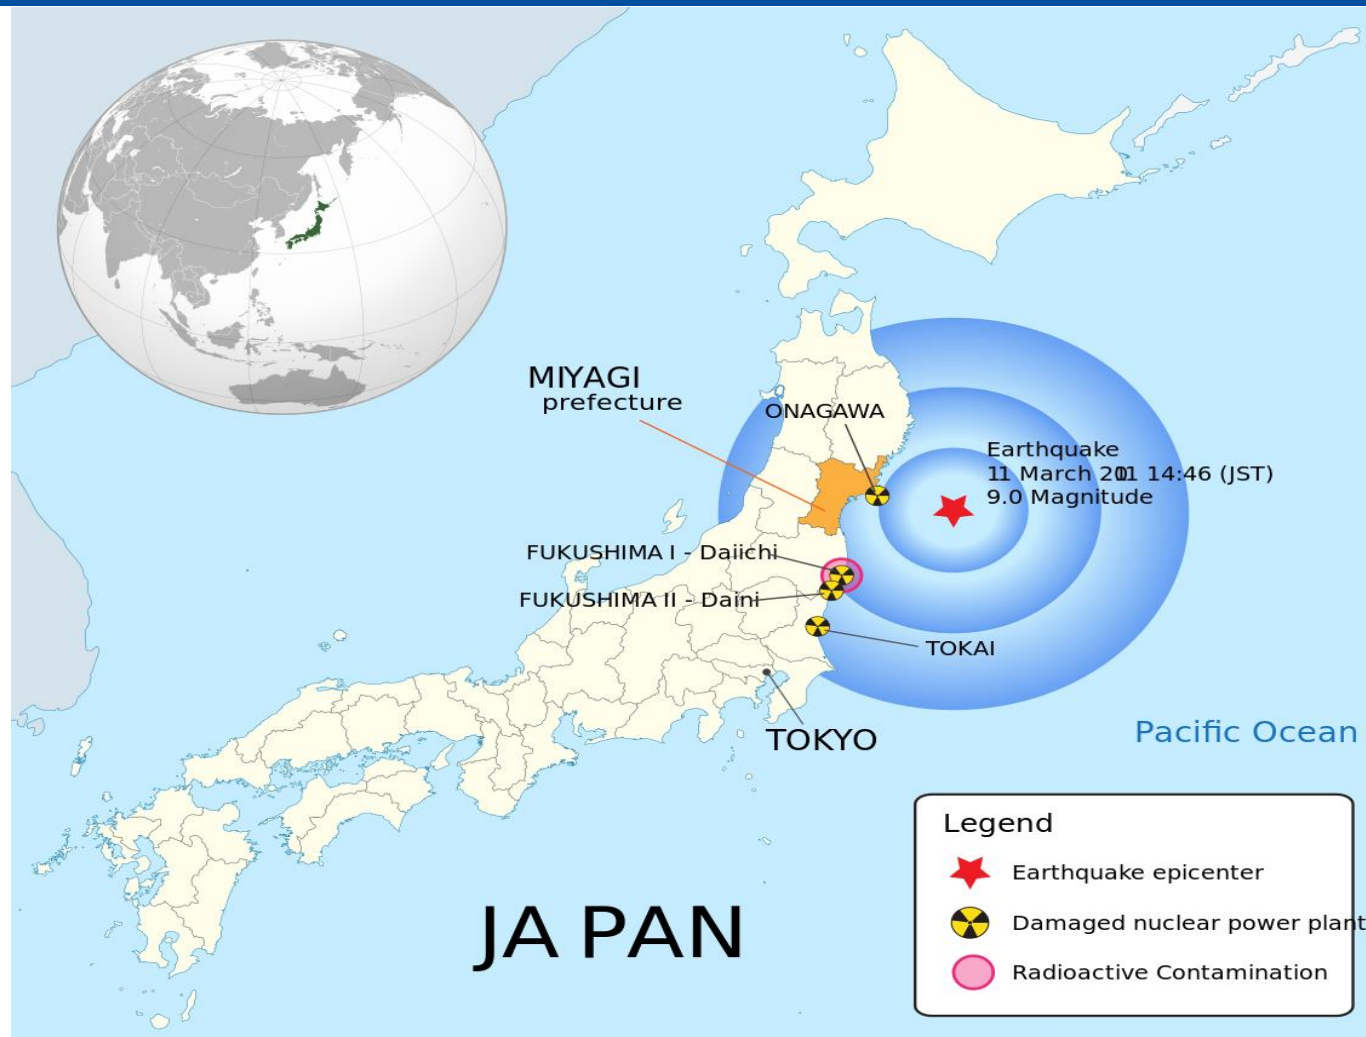 MIYAGI
prefecture
ONAGAWA
Earthquake
11 March 2011 14:46 (JST)
9.0 Magnitude
FUKUSHIMA I - Daiichi
FUKUSHIMA II - Daini
TOKAI
TOKYO
Pacific Ocean
JAPAN
Legend
Earthquake epicenter
Damaged nuclear power plant
Radioactive Contamination